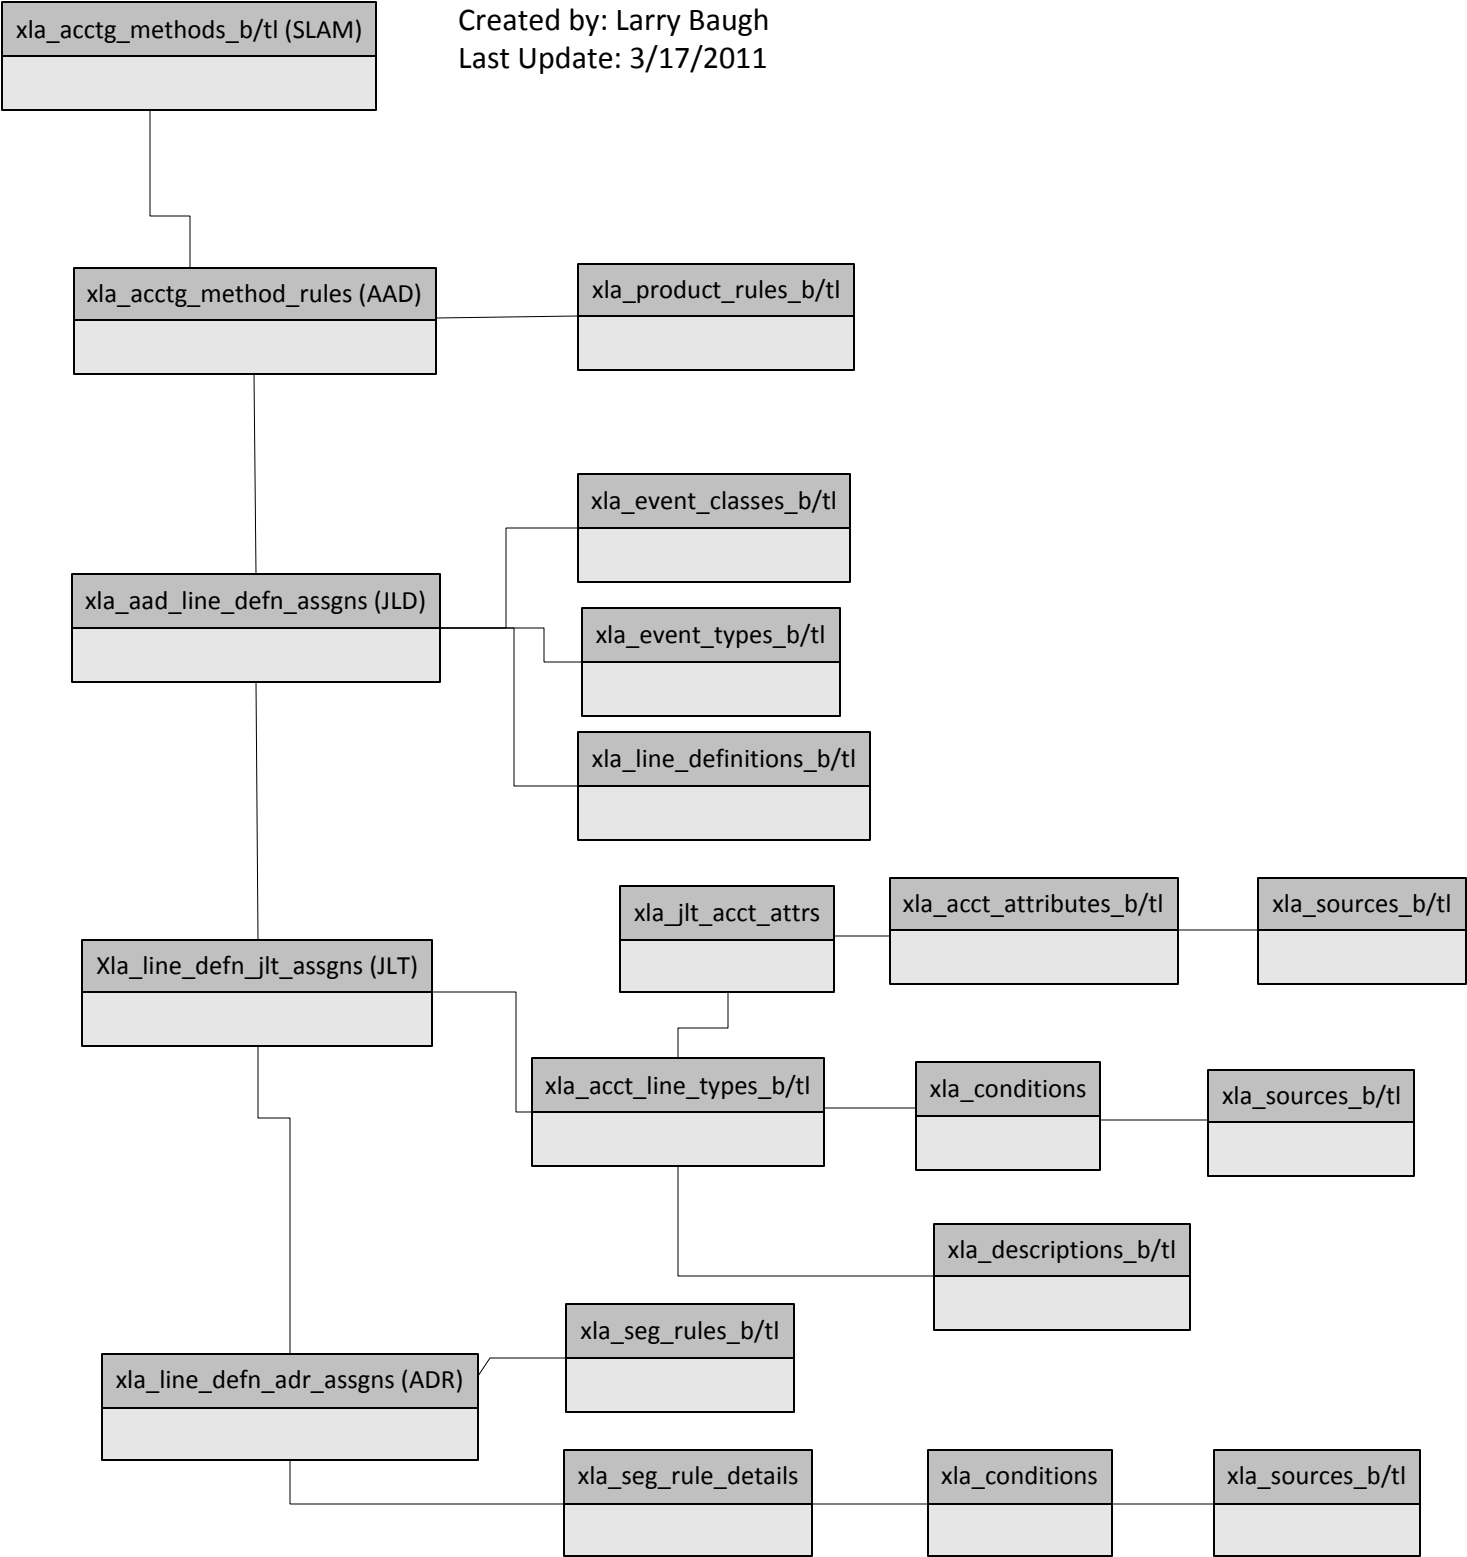 xla_acctg_methods_b/tl (SLAM)
Created by: Larry Baugh
Last Update: 3/17/2011
xla_acctg_method_rules (AAD)
xla_product_rules_b/tl
xla_event_classes_b/tl
xla_aad_line_defn_assgns (JLD)
xla_event_types_b/tl
xla_line_definitions_b/tl
xla_jlt_acct_attrs
xla_acct_attributes_b/tl
xla_sources_b/tl
Xla_line_defn_jlt_assgns (JLT)
xla_acct_line_types_b/tl
xla_conditions
xla_sources_b/tl
xla_descriptions_b/tl
xla_seg_rules_b/tl
xla_line_defn_adr_assgns (ADR)
xla_seg_rule_details
xla_conditions
xla_sources_b/tl